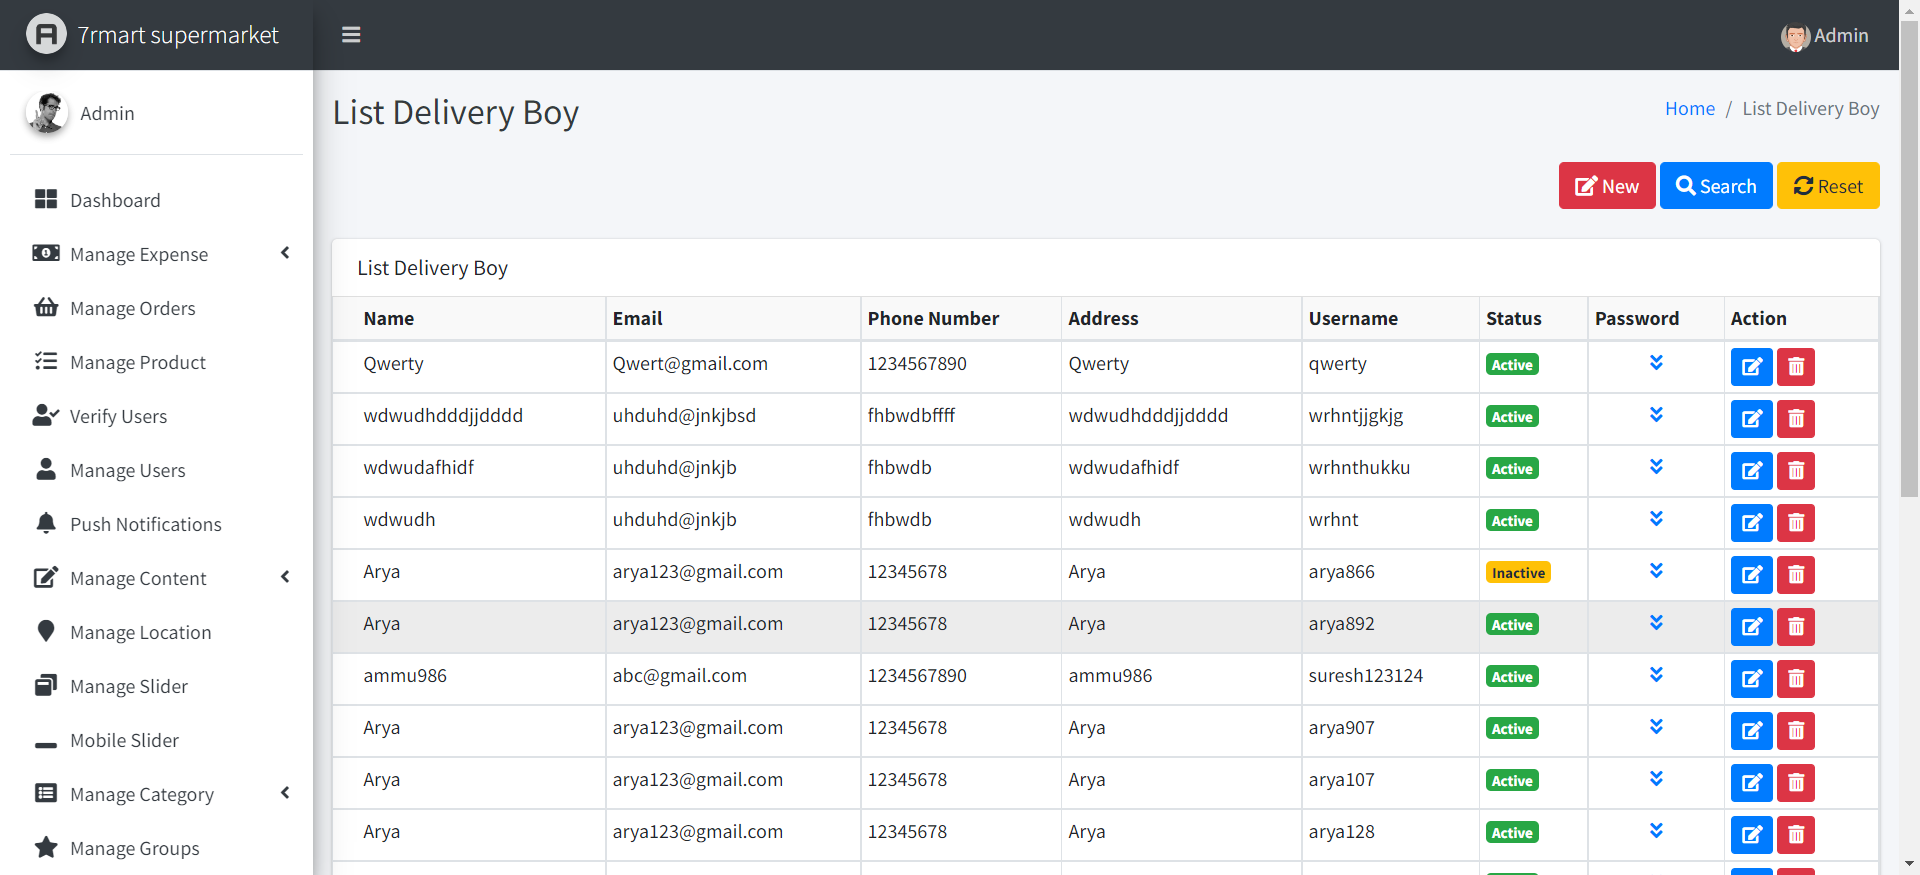 7rmart supermarket
Admin
Admin
List Delivery Boy
Home / List Delivery Boy
Dashboard
Manage Expense
Manage Orders
Manage Product
Verify Users
Manage Users
Push Notifications
Manage Content
Manage Location
Manage Slider
Mobile Slider
Manage Category
Manage Groups
New Search Reset
List Delivery Boy
Name Email Phone Number Address Username Status Password Action
Qwerty Qwert@gmail.com 1234567890 Qwerty qwerty Active
wdwudhdddjjdddd uhduhd@jnkjbsd fhbwdbffff wdwudhdddjjdddd wrhntjjgkjg Active
wdwudafhidf uhduhd@jnkjb fhbwdb wdwudafhidf wrhnthukku Active
wdwudh uhduhd@jnkjb fhbwdb wdwudh wrhnt Active
Arya arya123@gmail.com 12345678 Arya arya866 Inactive
Arya arya123@gmail.com 12345678 Arya arya892 Active
ammu986 abc@gmail.com 1234567890 ammu986 suresh123124 Active
Arya arya123@gmail.com 12345678 Arya arya907 Active
Arya arya123@gmail.com 12345678 Arya arya107 Active
Arya arya123@gmail.com 12345678 Arya arya128 Active